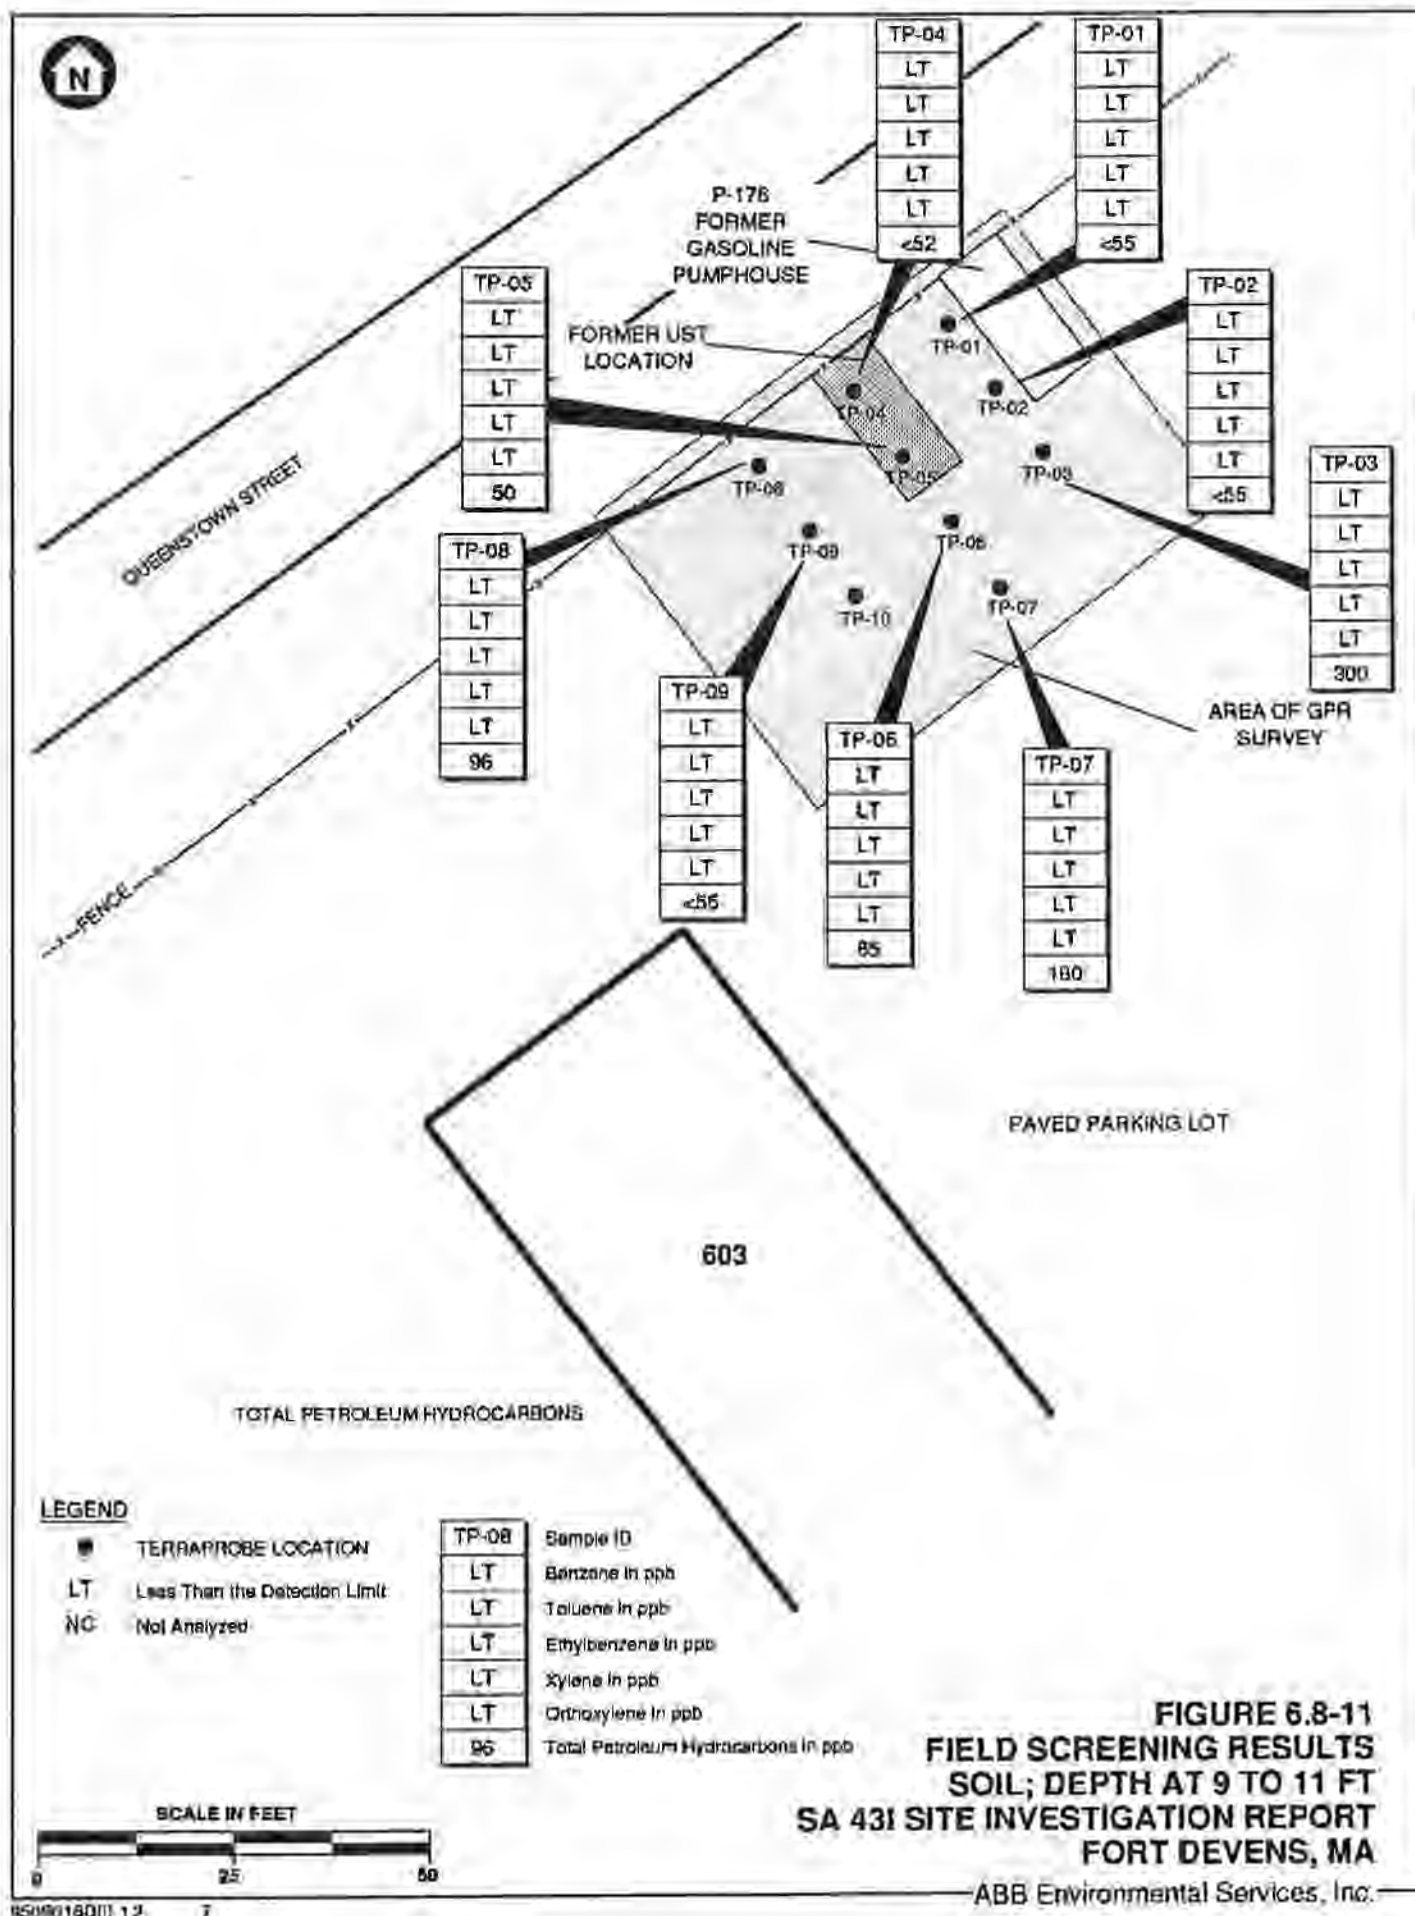 N
TP-04
LT
LT
LT
LT
LT
<52
TP-01
LT
LT
LT
LT
LT
<55
P-176
FORMER
GASOLINE
PUMPHOUSE
TP-05
LT
LT
LT
LT
LT
50
FORMER UST
LOCATION
TP-02
LT
LT
LT
LT
LT
<55
TP-01
TP-02
TP-03
TP-04
TP-05
TP-06
TP-07
TP-08
TP-09
TP-10
TP-03
LT
LT
LT
LT
LT
300
QUEENSTOWN STREET
TP-08
LT
LT
LT
LT
LT
96
TP-09
LT
LT
LT
LT
LT
TP-06
LT
LT
LT
LT
LT
TP-07
LT
LT
LT
LT
LT
180
AREA OF GPR
SURVEY
FENCE
PAVED PARKING LOT
603
TOTAL PETROLEUM HYDROCARBONS
LEGEND
TERRAPROBE LOCATION
LT Less Than the Detection Limit
NC Not Analyzed
TP-08 Sample ID
LT Benzene in ppb
LT Toluene in ppb
LT Ethylbenzene in ppb
LT Xylene in ppb
LT Orthoxylene in ppb
96 Total Petroleum Hydrocarbons in ppb
SCALE IN FEET
0 25 50
FIGURE 6.8-11
FIELD SCREENING RESULTS
SOIL; DEPTH AT 9 TO 11 FT
SA 43I SITE INVESTIGATION REPORT
FORT DEVENS, MA
ABB Environmental Services, Inc.